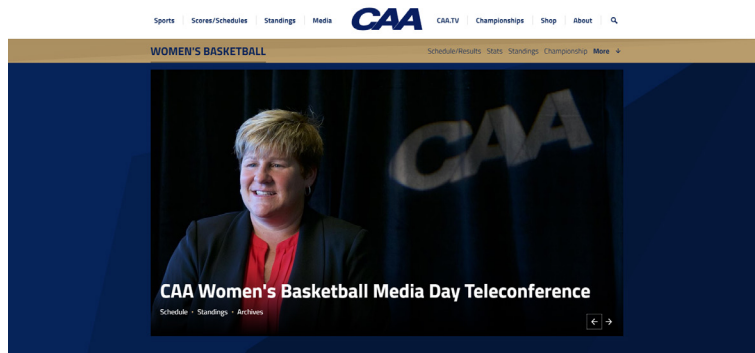 Sports Scores/Schedules Standings Media CAA CAA.TV Championships Shop About
WOMEN'S BASKETBALL Schedule/Results Stats Standings Championship More
CAA
CAA Women's Basketball Media Day Teleconference
Schedule · Standings · Archives